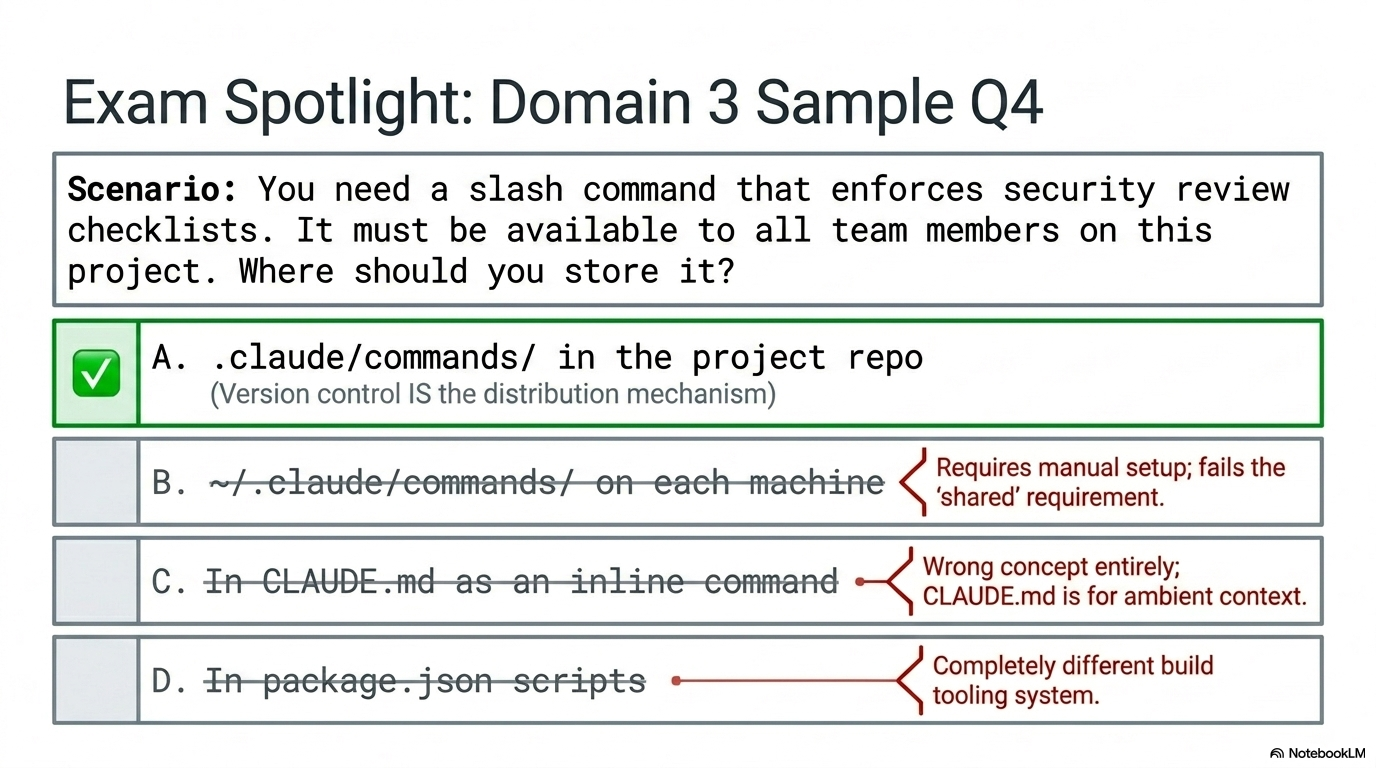 Exam Spotlight: Domain 3 Sample Q4
Scenario: You need a slash command that enforces security review
checklists. It must be available to all team members on this
project. Where should you store it?
A. .claude/commands/ in the project repo
(Version control IS the distribution mechanism)
B. ~/.claude/commands/ on each machine
Requires manual setup; fails the
‘shared’ requirement.
C. In CLAUDE.md as an inline command
Wrong concept entirely;
CLAUDE.md is for ambient context.
D. In package.json scripts
Completely different build
tooling system.
NotebookLM